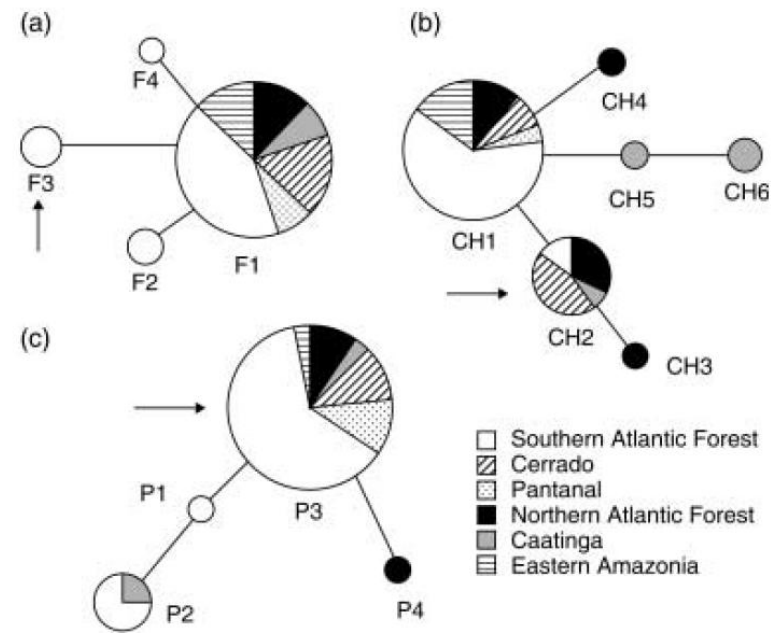 (a)
F4
F3
F2
F1
(b)
CH4
CH1
CH5
CH6
CH2
CH3
(c)
P1
P3
P2
P4
Southern Atlantic Forest
Cerrado
Pantanal
Northern Atlantic Forest
Caatinga
Eastern Amazonia